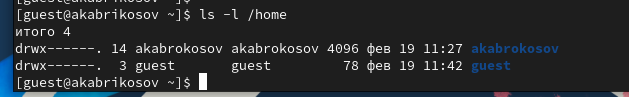 [guest@akabrikosov ~]$ ls -l /home
итого 4
drwx------. 14 akabrokosov akabrokosov 4096 фев 19 11:27 akabrokosov
drwx------.  3 guest       guest         78 фев 19 11:42 guest
[guest@akabrikosov ~]$